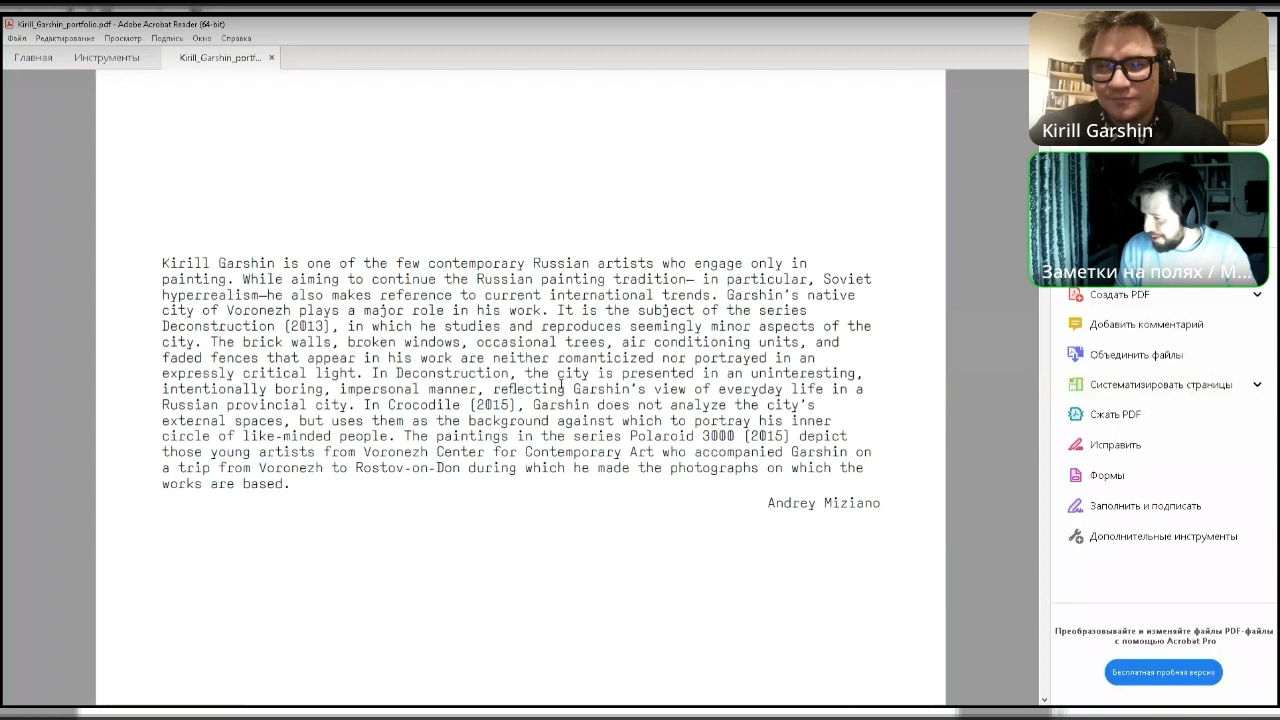 Kirill_Garshin_portfolio.pdf - Adobe Acrobat Reader (64-bit)
Файл Редактирование Просмотр Подпись Окно Справка
Главная Инструменты Kirill_Garshin_portf... ×
Kirill Garshin is one of the few contemporary Russian artists who engage only in
painting. While aiming to continue the Russian painting tradition— in particular, Soviet
hyperrealism—he also makes reference to current international trends. Garshin's native
city of Voronezh plays a major role in his work. It is the subject of the series
Deconstruction (2013), in which he studies and reproduces seemingly minor aspects of the
city. The brick walls, broken windows, occasional trees, air conditioning units, and
faded fences that appear in his work are neither romanticized nor portrayed in an
expressly critical light. In Deconstruction, the city is presented in an uninteresting,
intentionally boring, impersonal manner, reflecting Garshin's view of everyday life in a
Russian provincial city. In Crocodile (2015), Garshin does not analyze the city's
external spaces, but uses them as the background against which to portray his inner
circle of like-minded people. The paintings in the series Polaroid 3000 (2015) depict
those young artists from Voronezh Center for Contemporary Art who accompanied Garshin on
a trip from Voronezh to Rostov-on-Don during which he made the photographs on which the
works are based.
Andrey Miziano
Kirill Garshin
Заметки на полях / М...
Создать PDF
Добавить комментарий
Объединить файлы
Систематизировать страницы
Сжать PDF
Исправить
Формы
Заполнить и подписать
Дополнительные инструменты
Преобразовывайте и изменяйте файлы PDF-файлы
с помощью Acrobat Pro
Бесплатная пробная версия